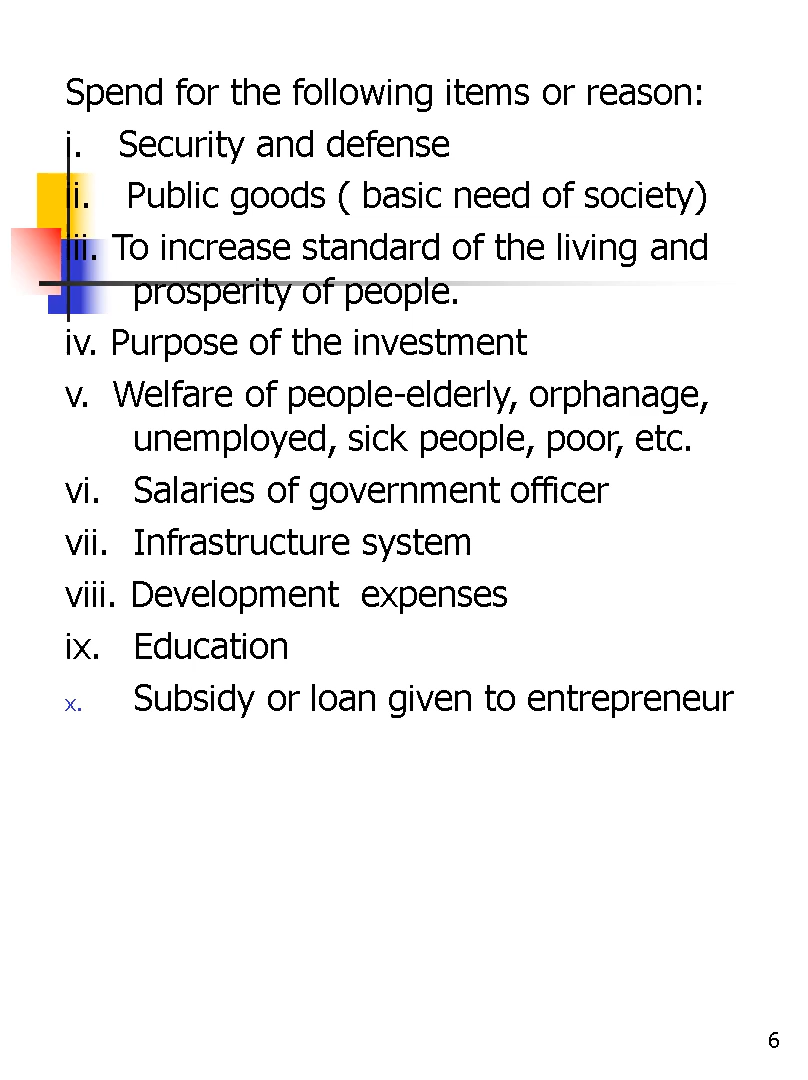 Spend for the following items or reason:
i. Security and defense
ii. Public goods ( basic need of society)
iii. To increase standard of the living and
prosperity of people.
iv. Purpose of the investment
v. Welfare of people-elderly, orphanage,
unemployed, sick people, poor, etc.
vi. Salaries of government officer
vii. Infrastructure system
viii. Development expenses
ix. Education
x. Subsidy or loan given to entrepreneur
6